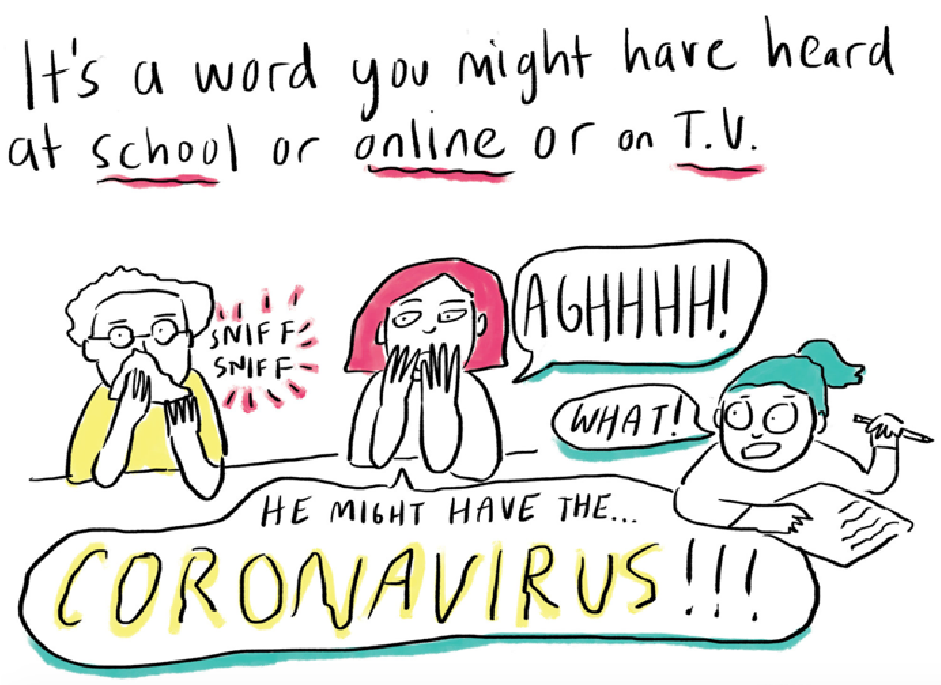 It's a word you might have heard
at school or online or on T.V.
SNIFF
SNIFF
AGHHHH!
WHAT!
HE MIGHT HAVE THE...
CORONAVIRUS!!!